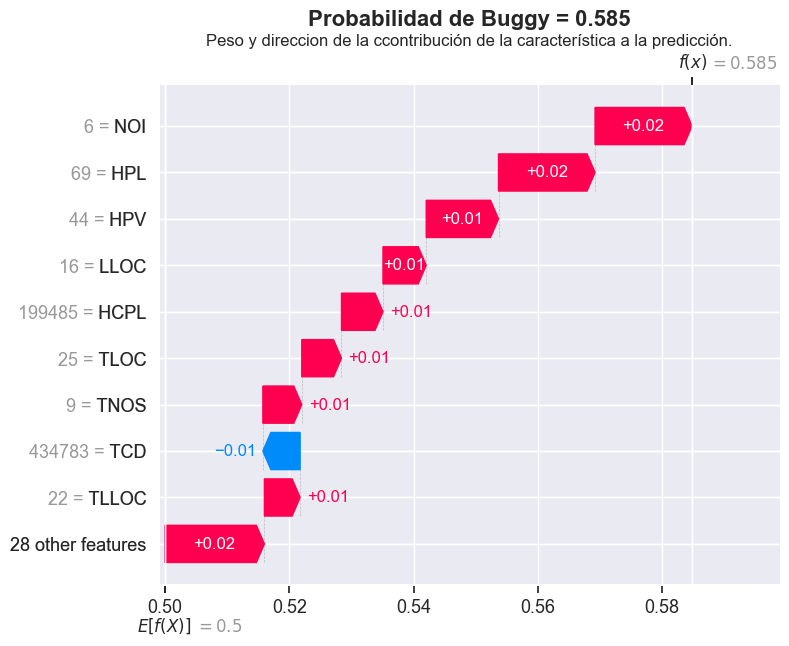 Probabilidad de Buggy = 0.585
Peso y direccion de la ccontribución de la característica a la predicción.
f(x) = 0.585
6 = NOI +0.02
69 = HPL +0.02
44 = HPV +0.01
16 = LLOC +0.01
199485 = HCPL +0.01
25 = TLOC +0.01
9 = TNOS +0.01
434783 = TCD −0.01
22 = TLLOC +0.01
28 other features +0.02
0.50 0.52 0.54 0.56 0.58
E[f(X)] = 0.5